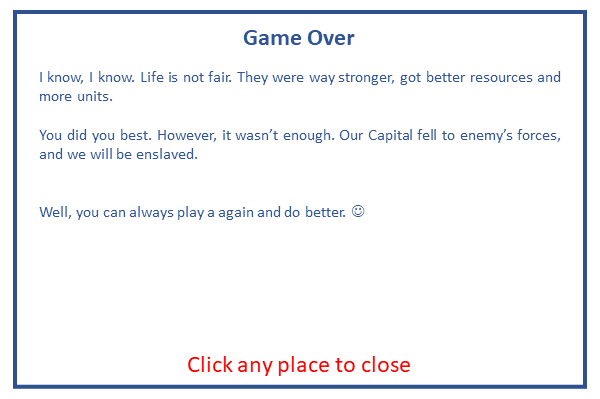 Game Over
I know, I know. Life is not fair. They were way stronger, got better resources and
more units.
You did you best. However, it wasn’t enough. Our Capital fell to enemy’s forces,
and we will be enslaved.
Well, you can always play a again and do better. ☺
Click any place to close